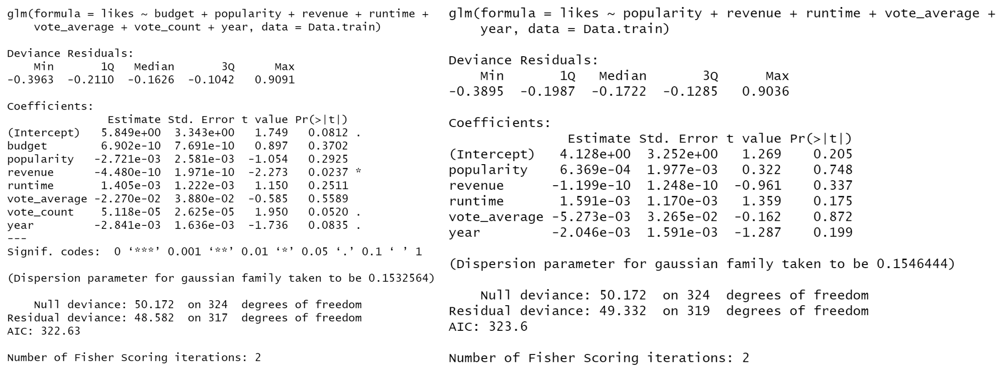 glm(formula = likes ~ budget + popularity + revenue + runtime +
    vote_average + vote_count + year, data = Data.train)

Deviance Residuals:
    Min       1Q   Median       3Q      Max
-0.3963  -0.2110  -0.1626  -0.1042   0.9091

Coefficients:
               Estimate Std. Error t value Pr(>|t|)
(Intercept)   5.849e+00  3.343e+00   1.749   0.0812 .
budget        6.902e-10  7.691e-10   0.897   0.3702
popularity   -2.721e-03  2.581e-03  -1.054   0.2925
revenue      -4.480e-10  1.971e-10  -2.273   0.0237 *
runtime       1.405e-03  1.222e-03   1.150   0.2511
vote_average -2.270e-02  3.880e-02  -0.585   0.5589
vote_count    5.118e-05  2.625e-05   1.950   0.0520 .
year         -2.841e-03  1.636e-03  -1.736   0.0835 .
---
Signif. codes:  0 ‘***’ 0.001 ‘**’ 0.01 ‘*’ 0.05 ‘.’ 0.1 ‘ ’ 1

(Dispersion parameter for gaussian family taken to be 0.1532564)

    Null deviance: 50.172  on 324  degrees of freedom
Residual deviance: 48.582  on 317  degrees of freedom
AIC: 322.63

Number of Fisher Scoring iterations: 2

glm(formula = likes ~ popularity + revenue + runtime + vote_average +
    year, data = Data.train)

Deviance Residuals:
    Min       1Q   Median       3Q      Max
-0.3895  -0.1987  -0.1722  -0.1285   0.9036

Coefficients:
               Estimate Std. Error t value Pr(>|t|)
(Intercept)   4.128e+00  3.252e+00   1.269    0.205
popularity    6.369e-04  1.977e-03   0.322    0.748
revenue      -1.199e-10  1.248e-10  -0.961    0.337
runtime       1.591e-03  1.170e-03   1.359    0.175
vote_average -5.273e-03  3.265e-02  -0.162    0.872
year         -2.046e-03  1.591e-03  -1.287    0.199

(Dispersion parameter for gaussian family taken to be 0.1546444)

    Null deviance: 50.172  on 324  degrees of freedom
Residual deviance: 49.332  on 319  degrees of freedom
AIC: 323.6

Number of Fisher Scoring iterations: 2